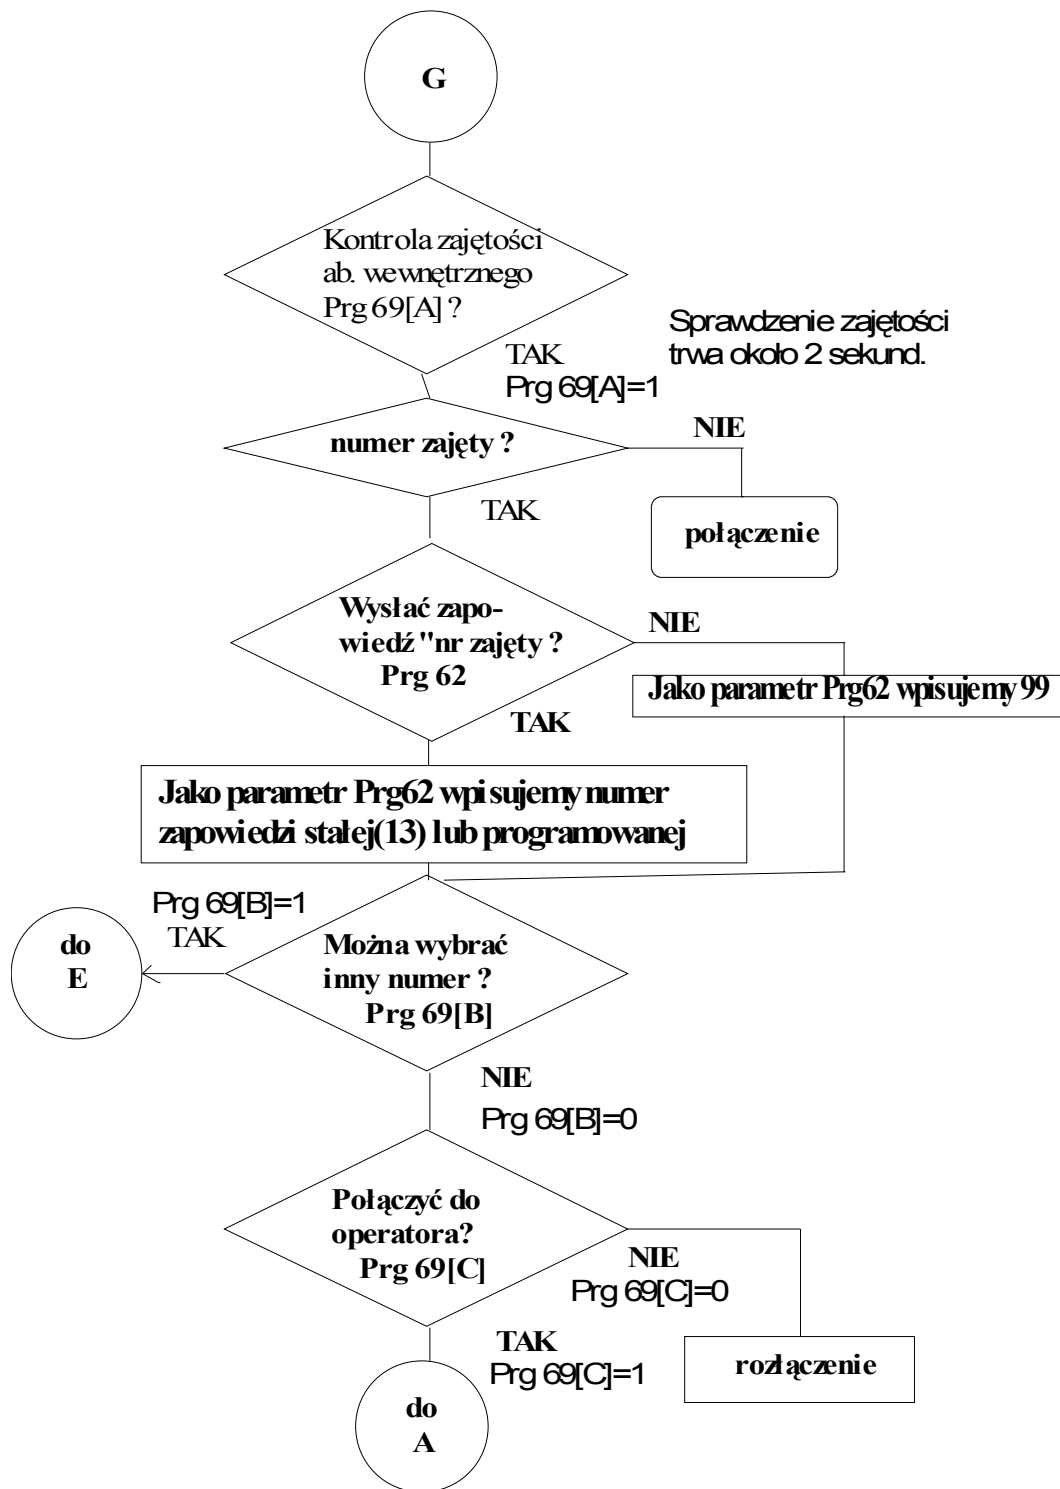 G
Kontrola zajętości
ab. wewnętrznego
Prg 69[A] ?
Sprawdzenie zajętości
trwa około 2 sekund.
TAK
Prg 69[A]=1
numer zajęty ?
NIE
TAK
połączenie
Wysłać zapo-
wiedź "nr zajęty ?
Prg 62
NIE
Jako parametr Prg62 wpisujemy 99
TAK
Jako parametr Prg62 wpisujemy numer
zapowiedzi stałej(13) lub programowanej
Prg 69[B]=1
TAK
do
E
Można wybrać
inny numer ?
Prg 69[B]
NIE
Prg 69[B]=0
Połączyć do
operatora?
Prg 69[C]
NIE
Prg 69[C]=0
TAK
Prg 69[C]=1
rozłączenie
do
A